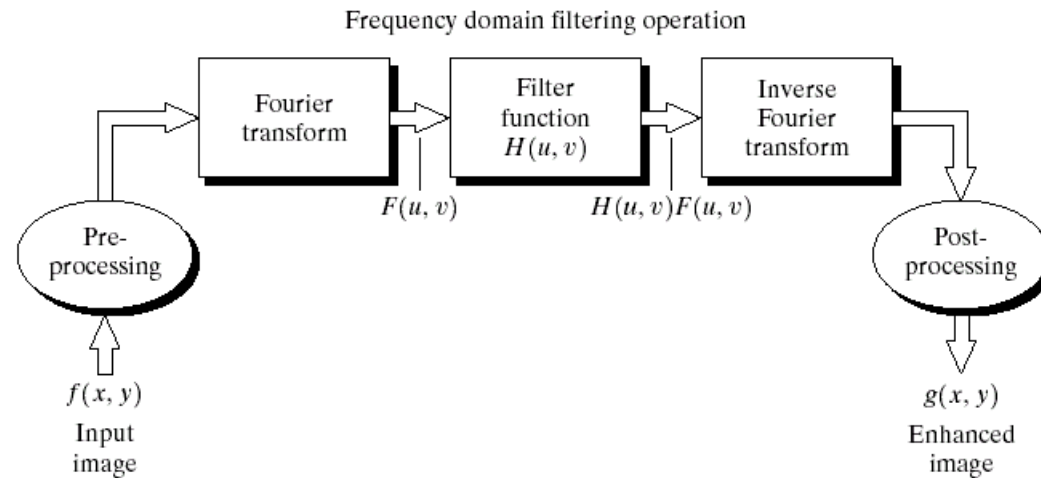 Frequency domain filtering operation
Fourier
transform
Filter
function
H(u, v)
Inverse
Fourier
transform
F(u, v)
H(u, v)F(u, v)
Pre-
processing
Post-
processing
f(x, y)
Input
image
g(x, y)
Enhanced
image